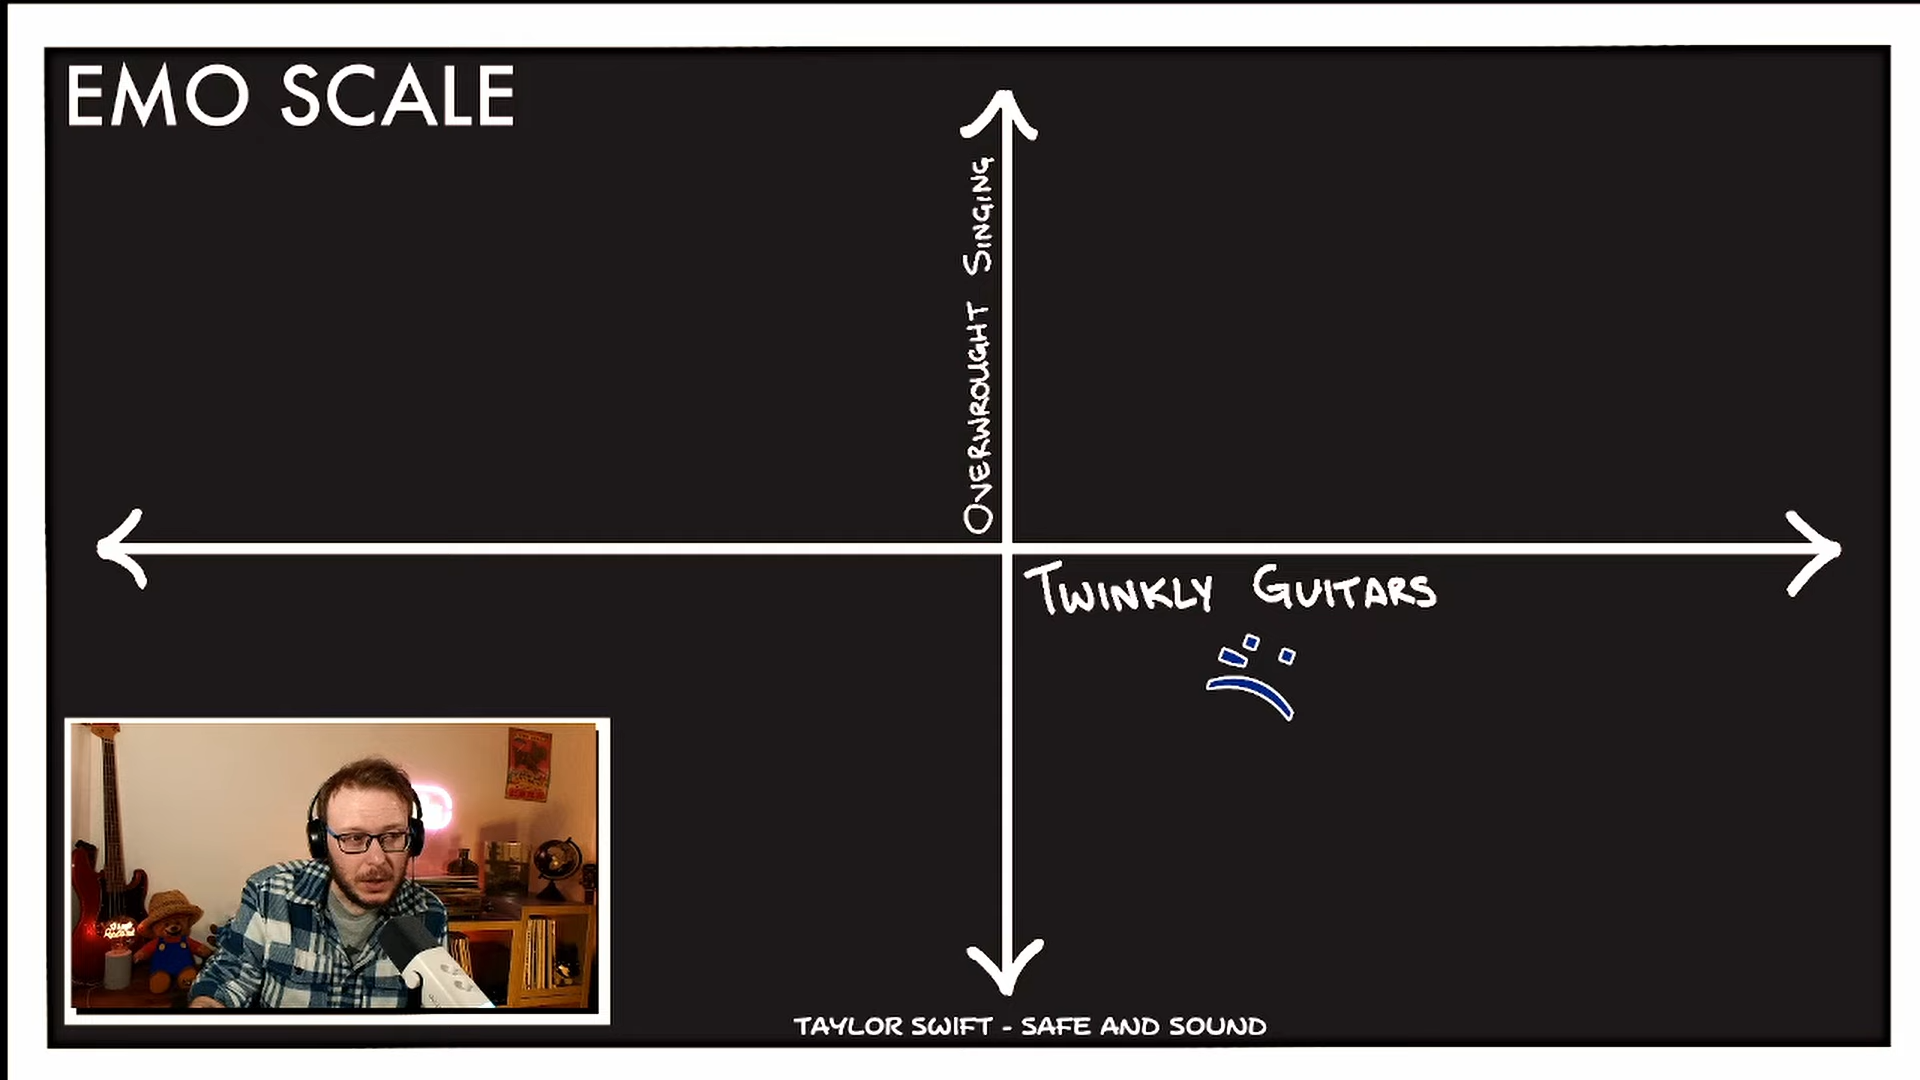 EMO SCALE
OVERWROUGHT SINGING
TWINKLY GUITARS
TAYLOR SWIFT - SAFE AND SOUND